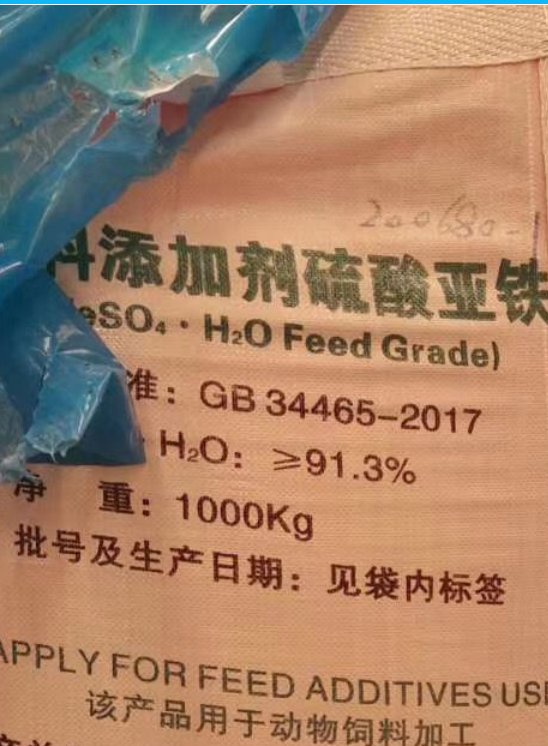 200680-
料添加剂硫酸亚铁
eSO₄ · H₂O Feed Grade)
准：GB 34465-2017
· H₂O：≥91.3%
净 重：1000Kg
批号及生产日期：见袋内标签
APPLY FOR FEED ADDITIVES USE
该产品用于动物饲料加工